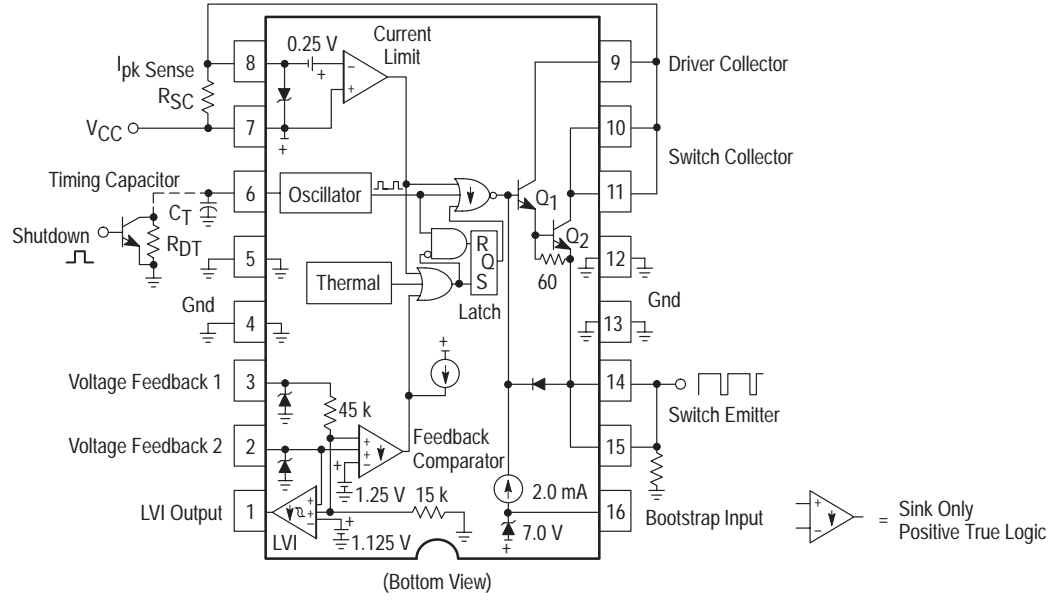 Ipk Sense
RSC
VCC
Timing Capacitor
CT
Shutdown
RDT
Gnd
Voltage Feedback 1
Voltage Feedback 2
LVI Output
8
7
6
5
4
3
2
1
0.25 V
+
−
+
+
Current
Limit
Oscillator
Thermal
R
Q
S
Latch
Q1
Q2
60
+
45 k
+
+
−
+
Feedback
Comparator
1.25 V
15 k
+
+
−
+
LVI
1.125 V
2.0 mA
7.0 V
+
9
10
11
12
13
14
15
16
Driver Collector
Switch Collector
Gnd
Switch Emitter
Bootstrap Input
(Bottom View)
+
−
= Sink Only
Positive True Logic